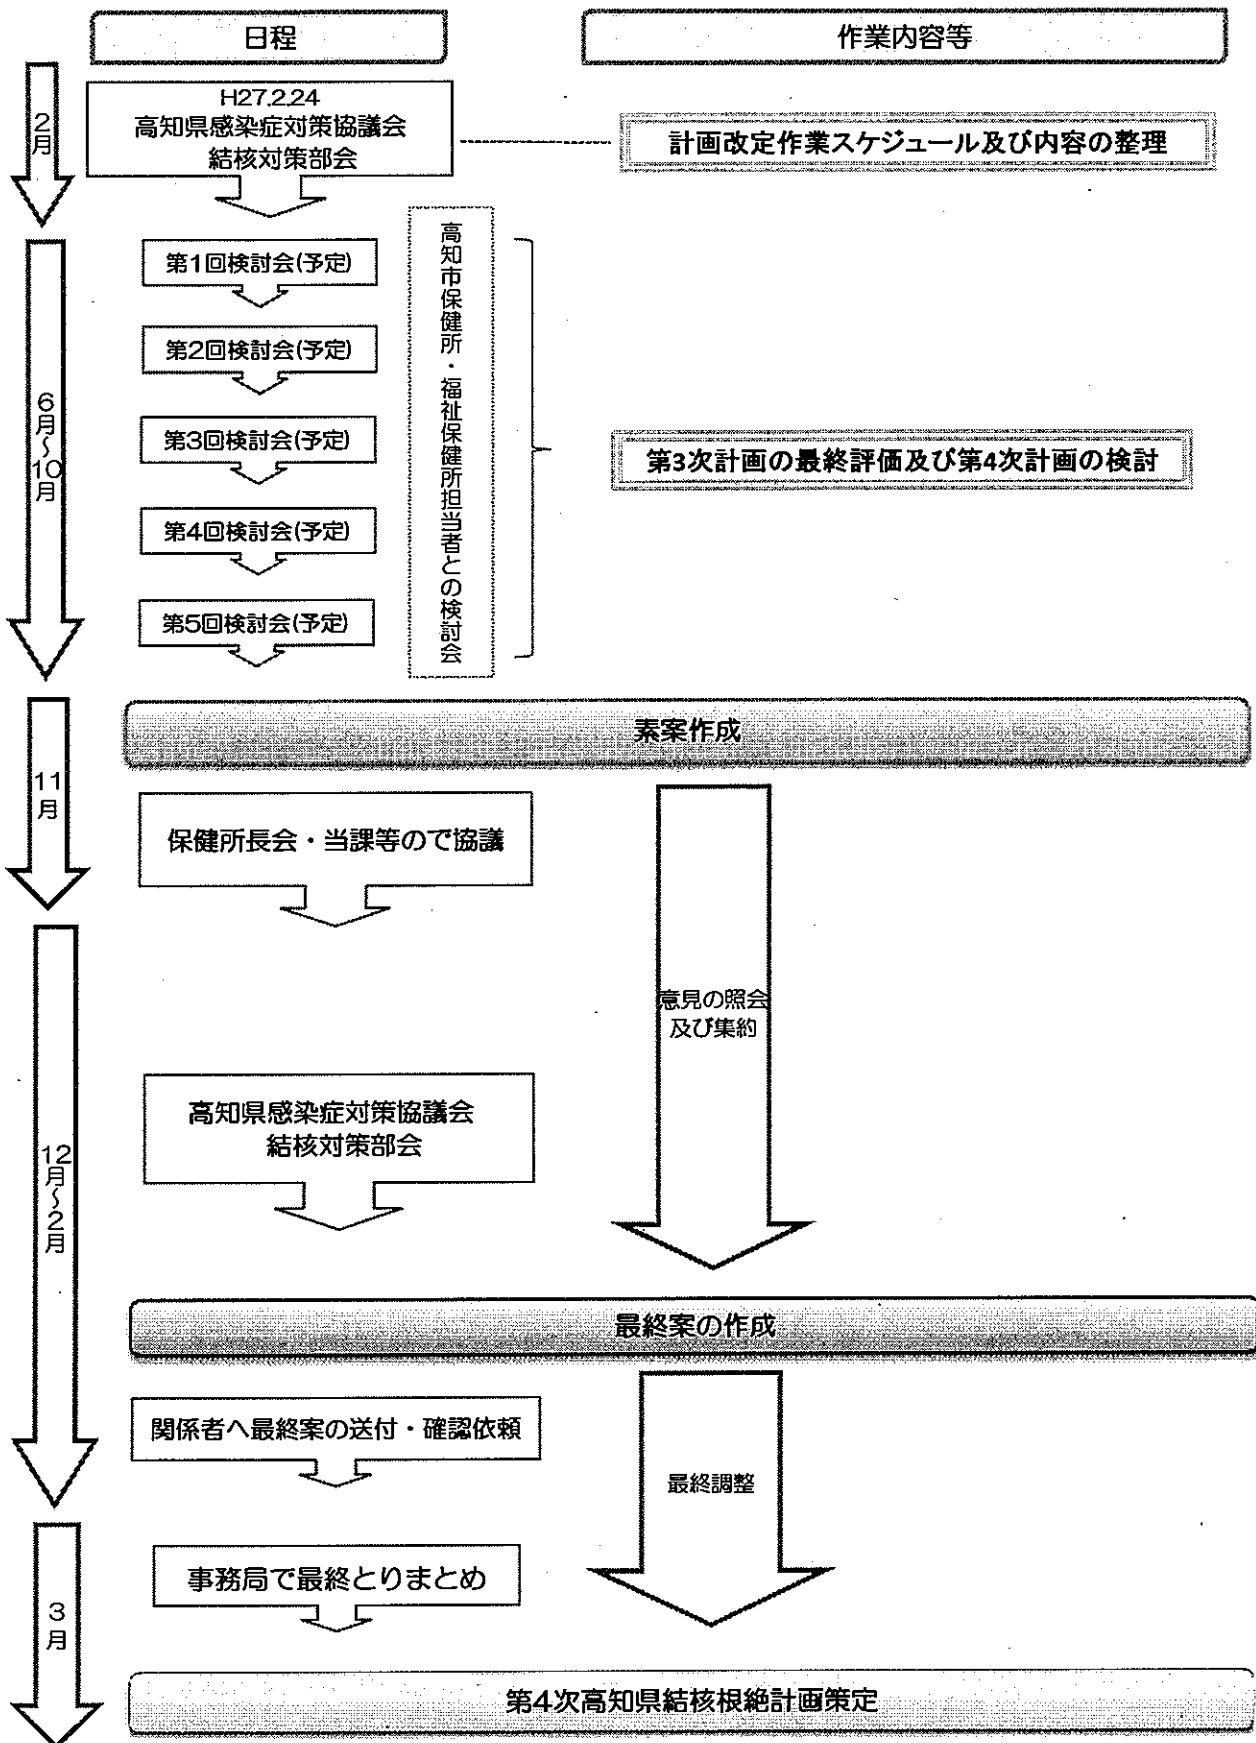 日程
作業内容等
2月
H27.2.24
高知県感染症対策協議会
結核対策部会
計画改定作業スケジュール及び内容の整理
6月〜10月
第1回検討会(予定)
第2回検討会(予定)
第3回検討会(予定)
第4回検討会(予定)
第5回検討会(予定)
高知市保健所・福祉保健所担当者との検討会
第3次計画の最終評価及び第4次計画の検討
11月
素案作成
保健所長会・当課等ので協議
意見の照会
及び集約
12月〜2月
高知県感染症対策協議会
結核対策部会
最終案の作成
関係者へ最終案の送付・確認依頼
最終調整
3月
事務局で最終とりまとめ
第4次高知県結核根絶計画策定